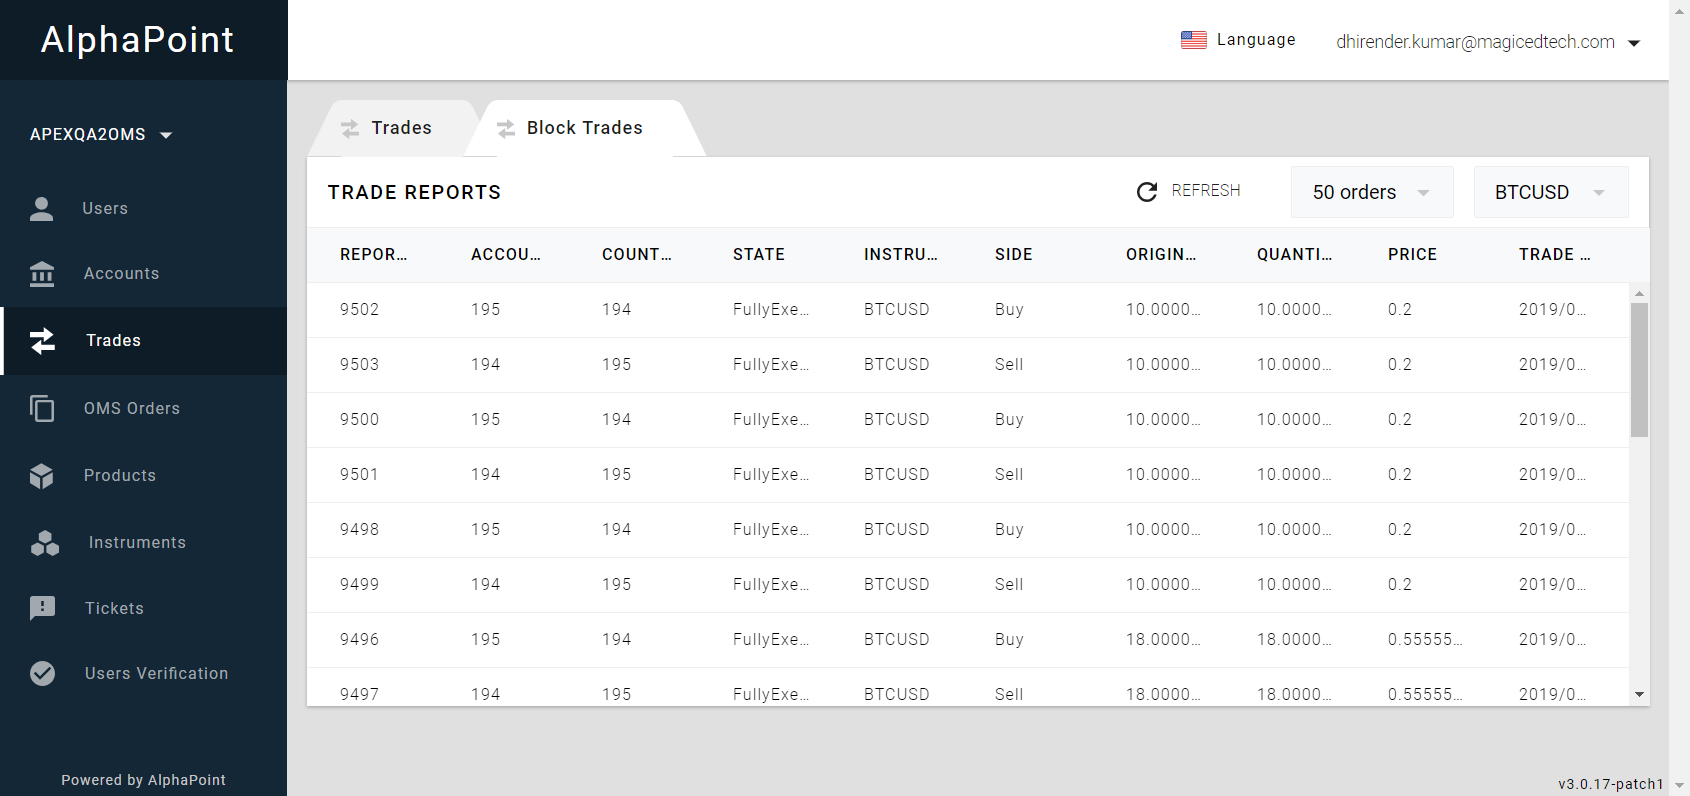 AlphaPoint
Language
dhirender.kumar@magicedtech.com
APEXQA2OMS
Users
Accounts
Trades
OMS Orders
Products
Instruments
Tickets
Users Verification
Powered by AlphaPoint
Trades
Block Trades
TRADE REPORTS
REFRESH
50 orders
BTCUSD
REPOR... ACCOU... COUNT... STATE INSTRU... SIDE ORIGIN... QUANTI... PRICE TRADE ...
9502 195 194 FullyExe... BTCUSD Buy 10.0000... 10.0000... 0.2 2019/0...
9503 194 195 FullyExe... BTCUSD Sell 10.0000... 10.0000... 0.2 2019/0...
9500 195 194 FullyExe... BTCUSD Buy 10.0000... 10.0000... 0.2 2019/0...
9501 194 195 FullyExe... BTCUSD Sell 10.0000... 10.0000... 0.2 2019/0...
9498 195 194 FullyExe... BTCUSD Buy 10.0000... 10.0000... 0.2 2019/0...
9499 194 195 FullyExe... BTCUSD Sell 10.0000... 10.0000... 0.2 2019/0...
9496 195 194 FullyExe... BTCUSD Buy 18.0000... 18.0000... 0.55555... 2019/0...
9497 194 195 FullyExe... BTCUSD Sell 18.0000... 18.0000... 0.55555... 2019/0...
v3.0.17-patch1